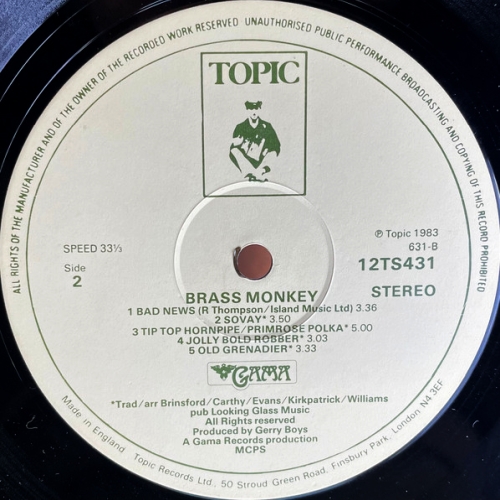 ALL RIGHTS OF THE MANUFACTURER AND OF THE OWNER OF THE RECORDED WORK RESERVED UNAUTHORISED PUBLIC PERFORMANCE BROADCASTING AND COPYING OF THIS RECORD PROHIBITED
TOPIC
SPEED 33⅓
Side
2
℗ Topic 1983
631-B
12TS431
STEREO
BRASS MONKEY
1 BAD NEWS (R Thompson/Island Music Ltd) 3.36
2 SOVAY* 3.50
3 TIP TOP HORNPIPE/PRIMROSE POLKA* 5.00
4 JOLLY BOLD ROBBER* 3.03
5 OLD GRENADIER* 3.33
GAMA
*Trad/arr Brinsford/Carthy/Evans/Kirkpatrick/Williams
pub Looking Glass Music
All Rights reserved
Produced by Gerry Boys
A Gama Records production
MCPS
Made in England Topic Records Ltd, 50 Stroud Green Road, Finsbury Park, London N4 3EF